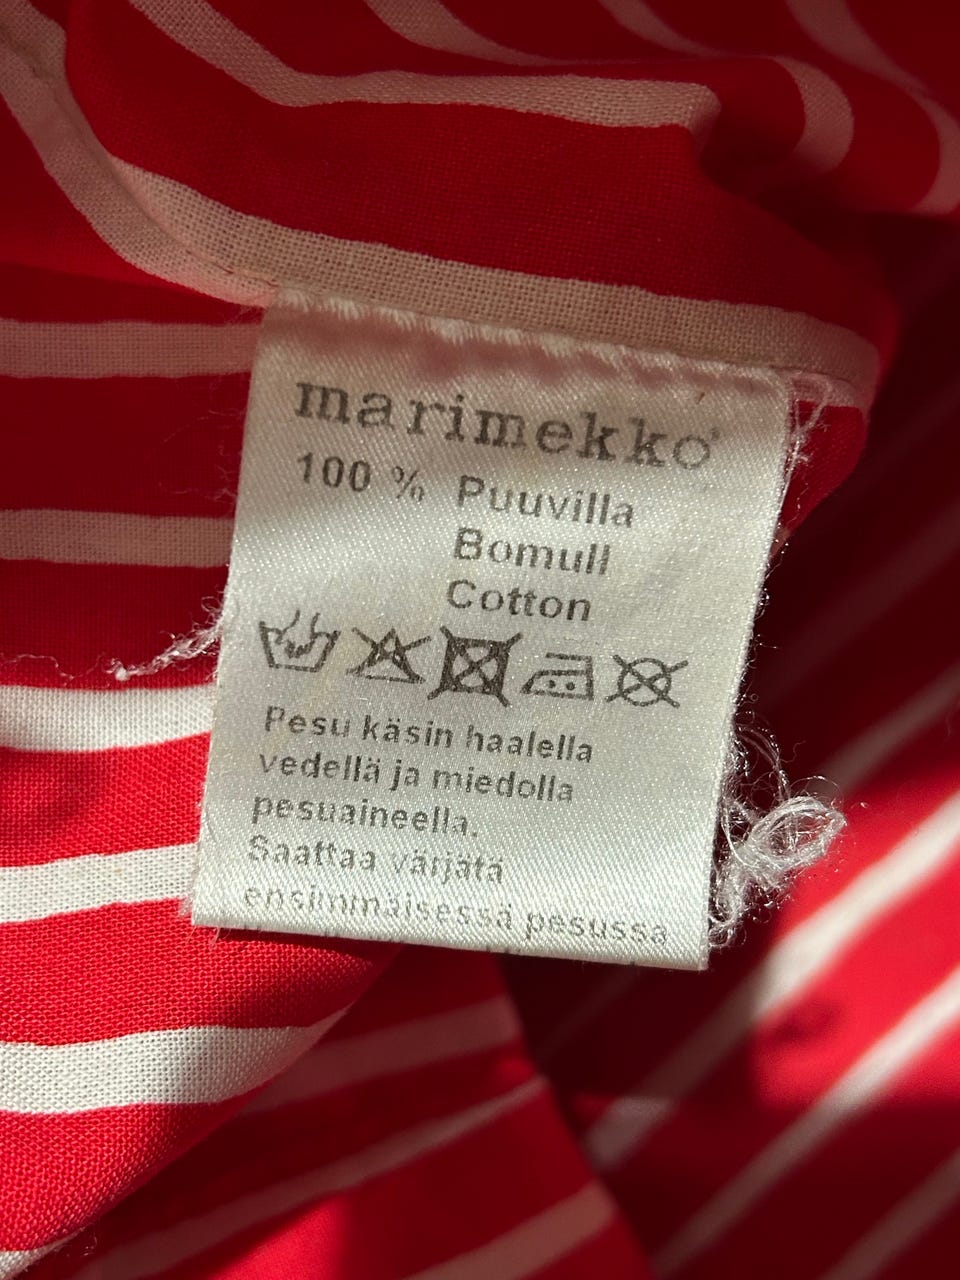 marimekko®
100 % Puuvilla
Bomull
Cotton
Pesu käsin haalella
vedellä ja miedolla
pesuaineella.
Saattaa värjätä
ensimmäisessä pesussa